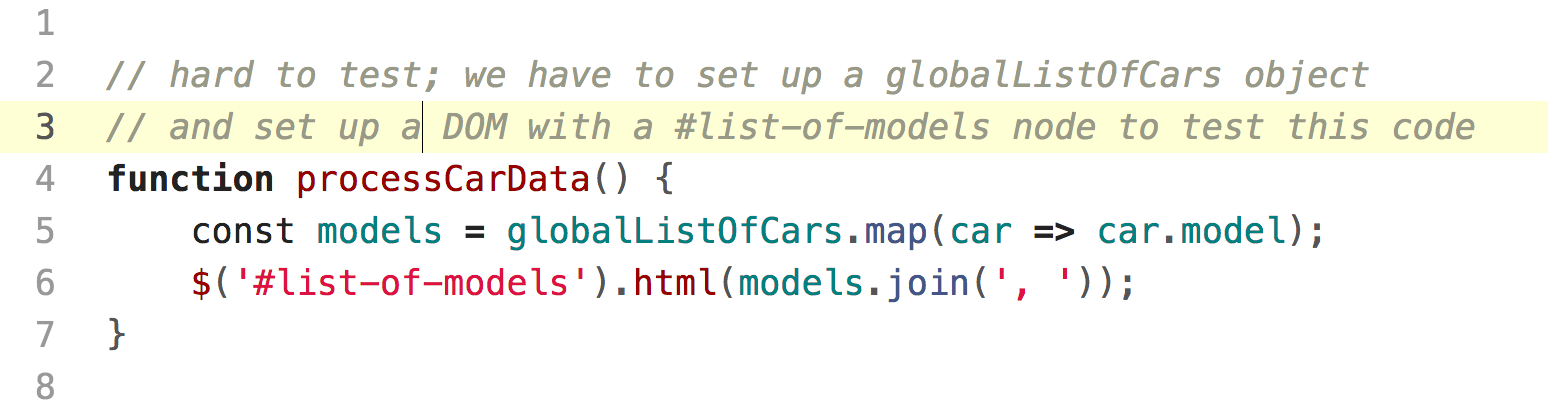 1
2 // hard to test; we have to set up a globalListOfCars object
3 // and set up a DOM with a #list-of-models node to test this code
4 function processCarData() {
5     const models = globalListOfCars.map(car => car.model);
6     $('#list-of-models').html(models.join(', '));
7 }
8